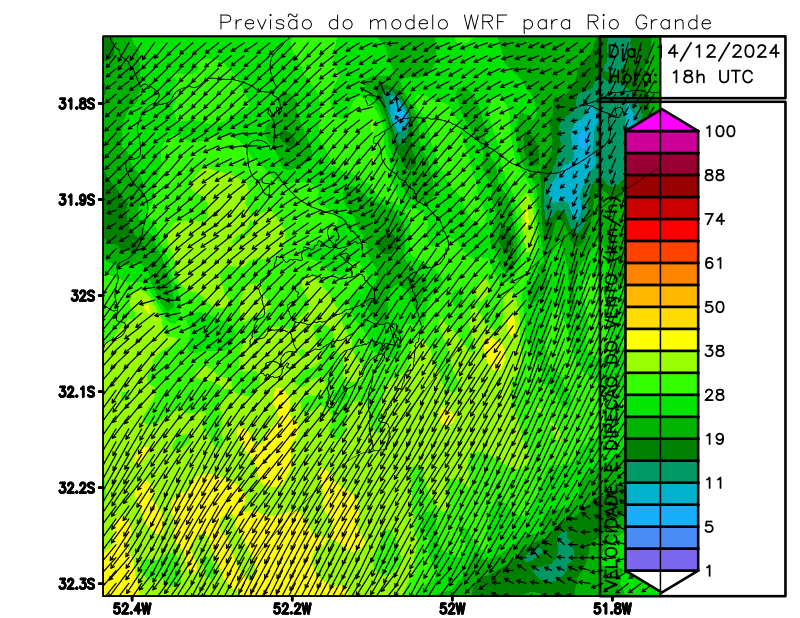 Previsão do modelo WRF para Rio Grande
Dia: 14/12/2024
Hora: 18h UTC
31.8S
31.9S
32S
32.1S
32.2S
32.3S
52.4W
52.2W
52W
51.8W
VELOCIDADE E DIREÇÃO DO VENTO (km/h)
100
88
74
61
50
38
28
19
11
5
1